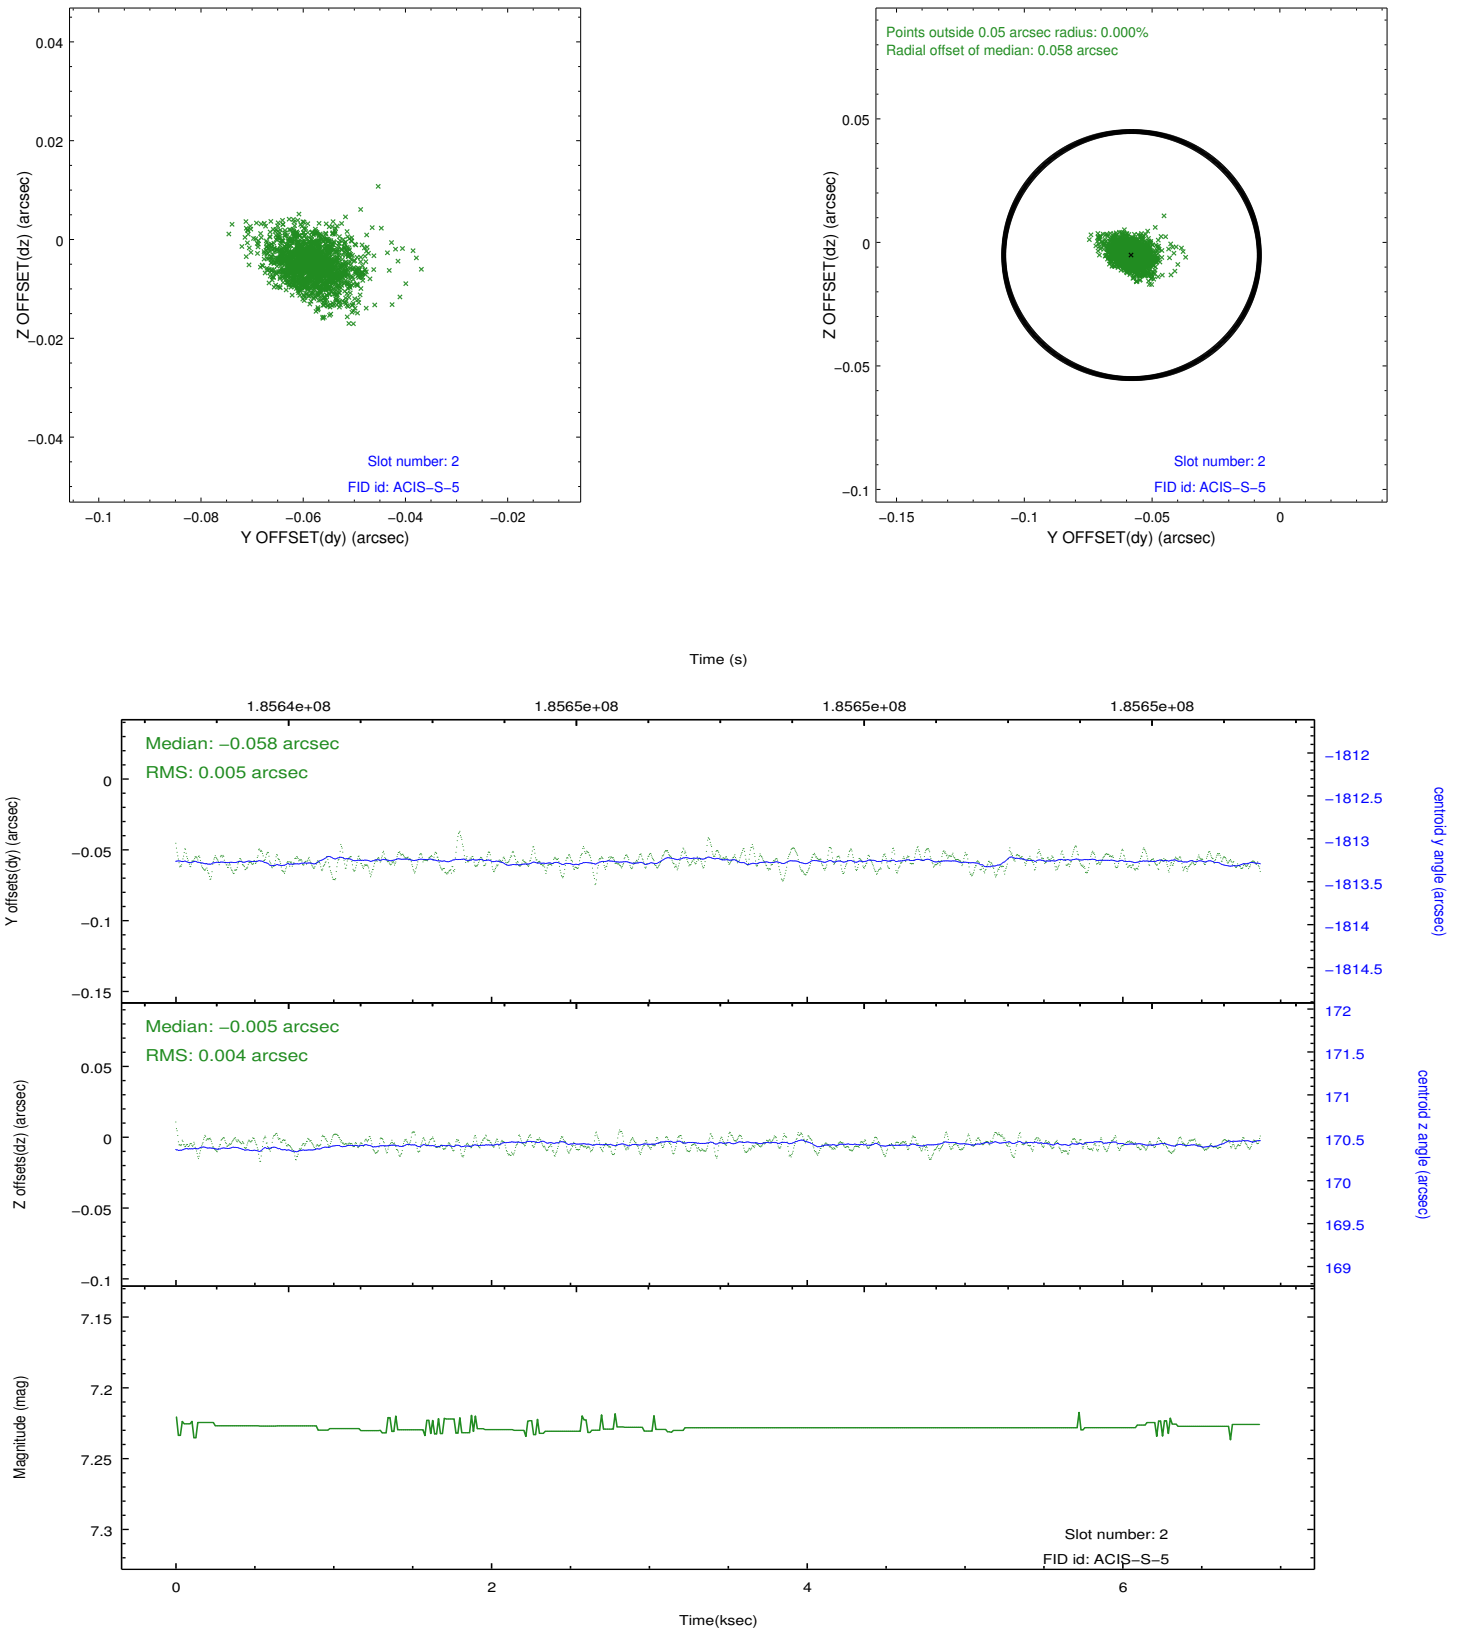 0.04
0.02
0
−0.02
−0.04
Z OFFSET(dz) (arcsec)
Slot number: 2
FID id: ACIS−S−5
−0.1
−0.08
−0.06
−0.04
−0.02
Y OFFSET(dy) (arcsec)
Points outside 0.05 arcsec radius: 0.000%
Radial offset of median: 0.058 arcsec
0.05
0
−0.05
−0.1
Z OFFSET(dz) (arcsec)
Slot number: 2
FID id: ACIS−S−5
−0.15
−0.1
−0.05
0
Y OFFSET(dy) (arcsec)
Time (s)
1.8564e+08
1.8565e+08
1.8565e+08
1.8565e+08
Median: −0.058 arcsec
RMS: 0.005 arcsec
0
−0.05
−0.1
−0.15
Y offsets(dy) (arcsec)
−1812
−1812.5
−1813
−1813.5
−1814
−1814.5
centroid y angle (arcsec)
Median: −0.005 arcsec
RMS: 0.004 arcsec
0.05
0
−0.05
−0.1
Z offsets(dz) (arcsec)
172
171.5
171
170.5
170
169.5
169
centroid z angle (arcsec)
7.15
7.2
7.25
7.3
Magnitude (mag)
Slot number: 2
FID id: ACIS−S−5
0
2
4
6
Time(ksec)